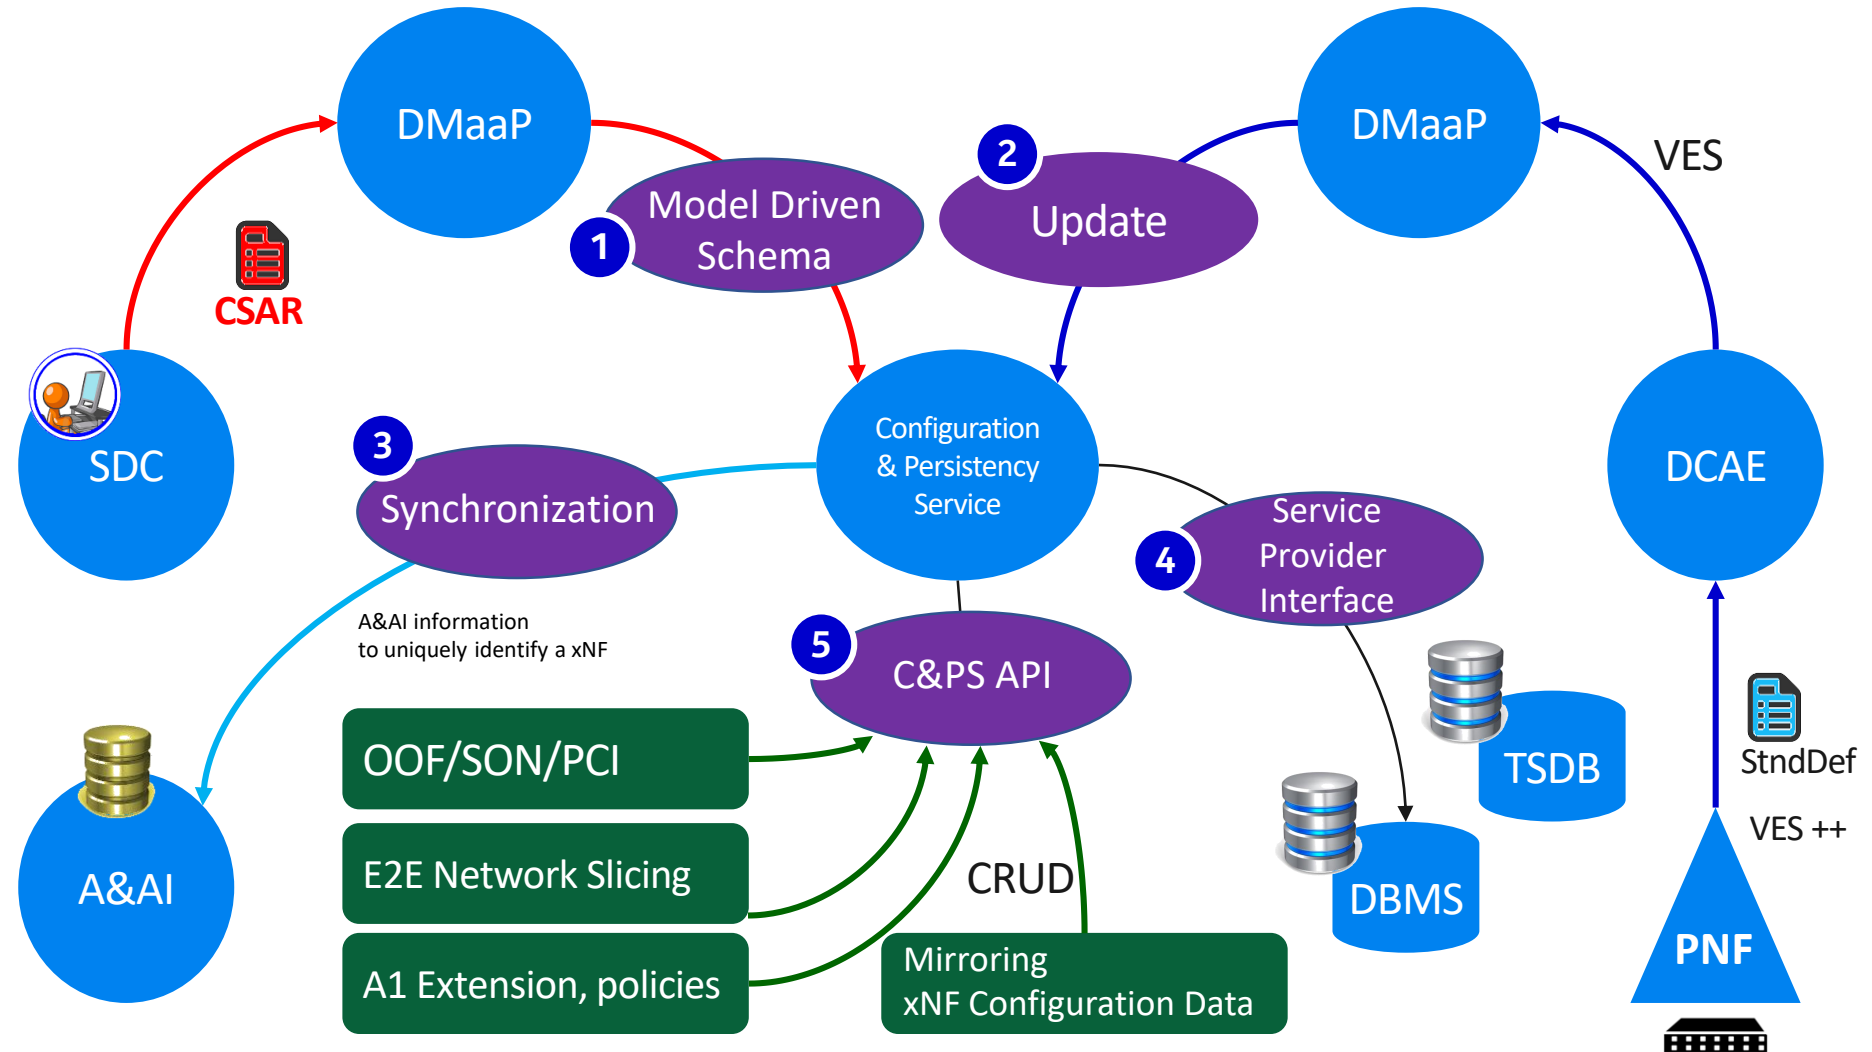 DMaaP
DMaaP
VES
2
Model Driven
Schema
Update
1
CSAR
3
Configuration
& Persistency
Service
SDC
Synchronization
DCAE
4
Service
Provider
Interface
A&AI information
to uniquely identify a xNF
5
C&PS API
OOF/SON/PCI
TSDB
StndDef
VES ++
E2E Network Slicing
CRUD
A&AI
DBMS
PNF
A1 Extension, policies
Mirroring
xNF Configuration Data